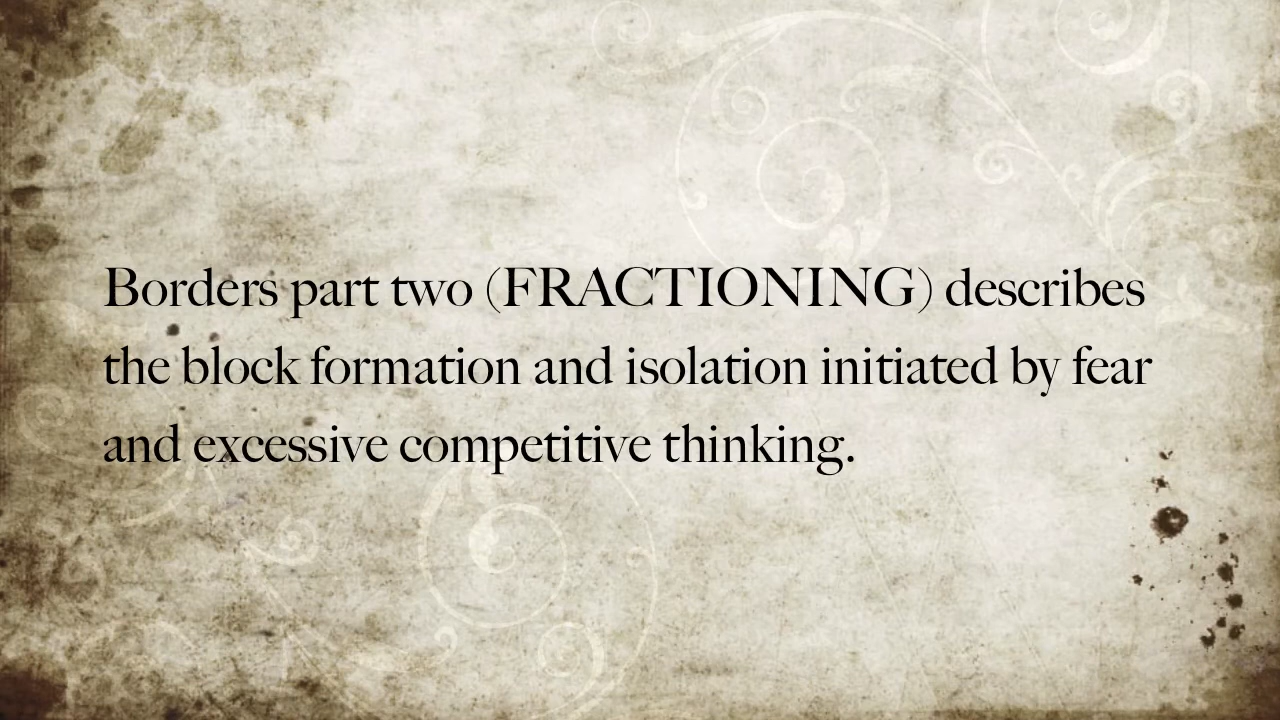 Borders part two (FRACTIONING) describes
the block formation and isolation initiated by fear
and excessive competitive thinking.